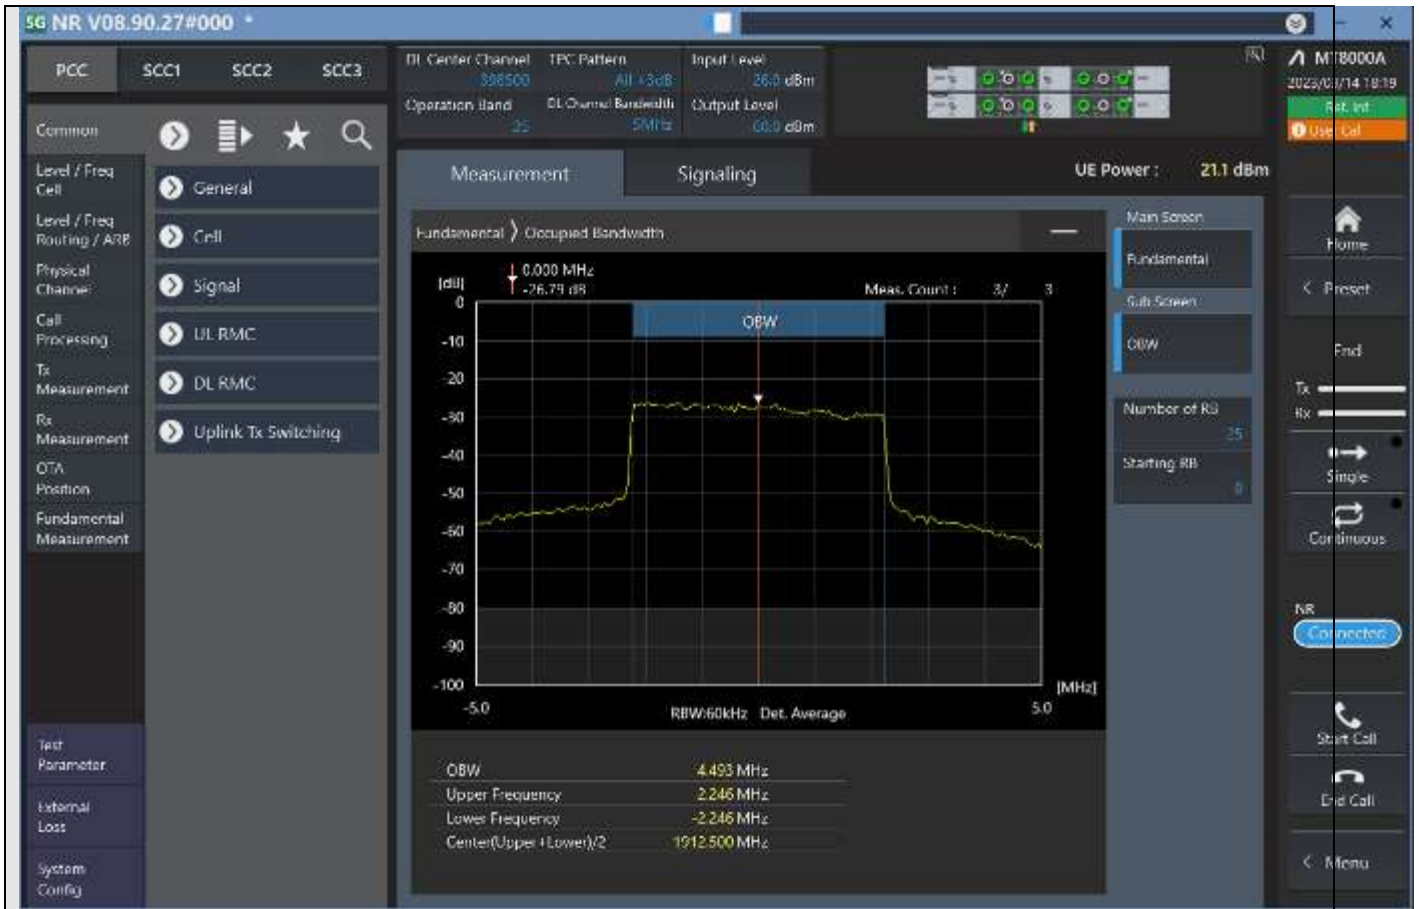 5G NR V08.90.27#000 *
PCC SCC1 SCC2 SCC3
DL Center Channel 398500
TPC Pattern All +3dB
Input Level 26.0 dBm
Operation Band 25
DL Channel Bandwidth 5MHz
Output Level -60.0 dBm
MT8000A
2023/03/14 18:19
Ref. Int
User Cal
Common
Level / Freq
Cell
Level / Freq
Routing / ARB
Physical
Channel
Call
Processing
Tx
Measurement
Rx
Measurement
OTA
Position
Fundamental
Measurement
Test
Parameter
External
Loss
System
Config
General
Cell
Signal
UL RMC
DL RMC
Uplink Tx Switching
Measurement Signaling
UE Power : 21.1 dBm
Fundamental Occupied Bandwidth
[dB]
0.000 MHz
-26.79 dB
Meas. Count : 3/ 3
OBW
0
-10
-20
-30
-40
-50
-60
-70
-80
-90
-100
-5.0
RBW:60kHz Det. Average
5.0
[MHz]
OBW 4.493 MHz
Upper Frequency 2.246 MHz
Lower Frequency -2.246 MHz
Center(Upper+Lower)/2 1912.500 MHz
Main Screen
Fundamental
Sub Screen
OBW
Number of RB
25
Starting RB
0
Home
< Preset
End
Tx
Rx
Single
Continuous
NR
Connected
Start Call
End Call
< Menu